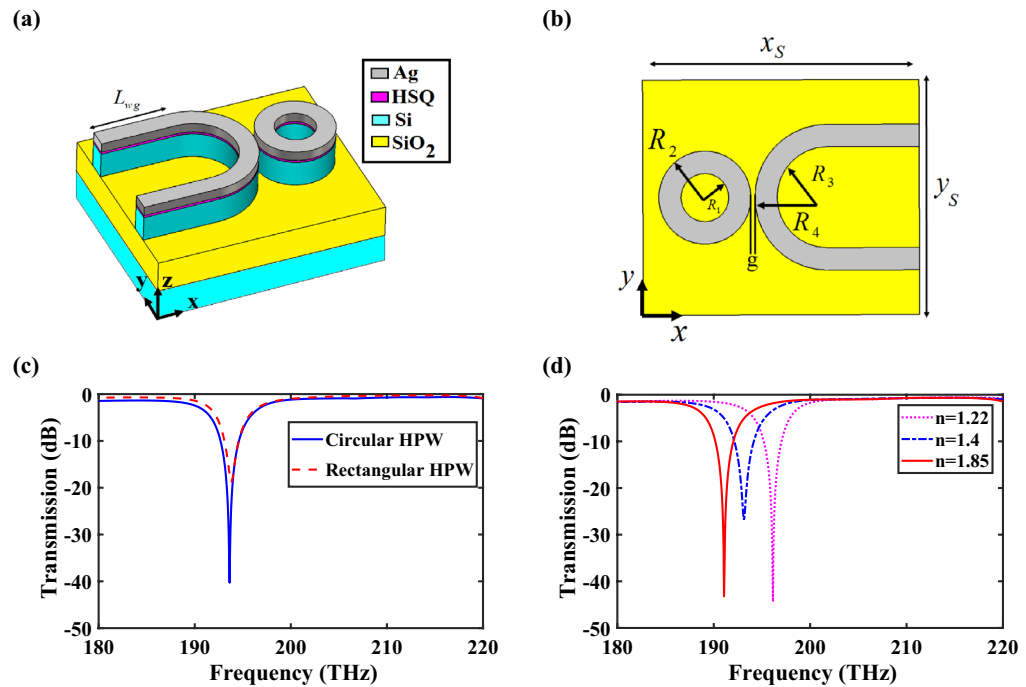 (a)
L_wg
Ag
HSQ
Si
SiO2
y
z
x
(b)
x_S
R_2
R_1
R_3
R_4
g
y_S
y
x
(c)
0
-10
-20
-30
-40
-50
Transmission (dB)
Circular HPW
Rectangular HPW
180 190 200 210 220
Frequency (THz)
(d)
0
-10
-20
-30
-40
-50
Transmission (dB)
n=1.22
n=1.4
n=1.85
180 190 200 210 220
Frequency (THz)